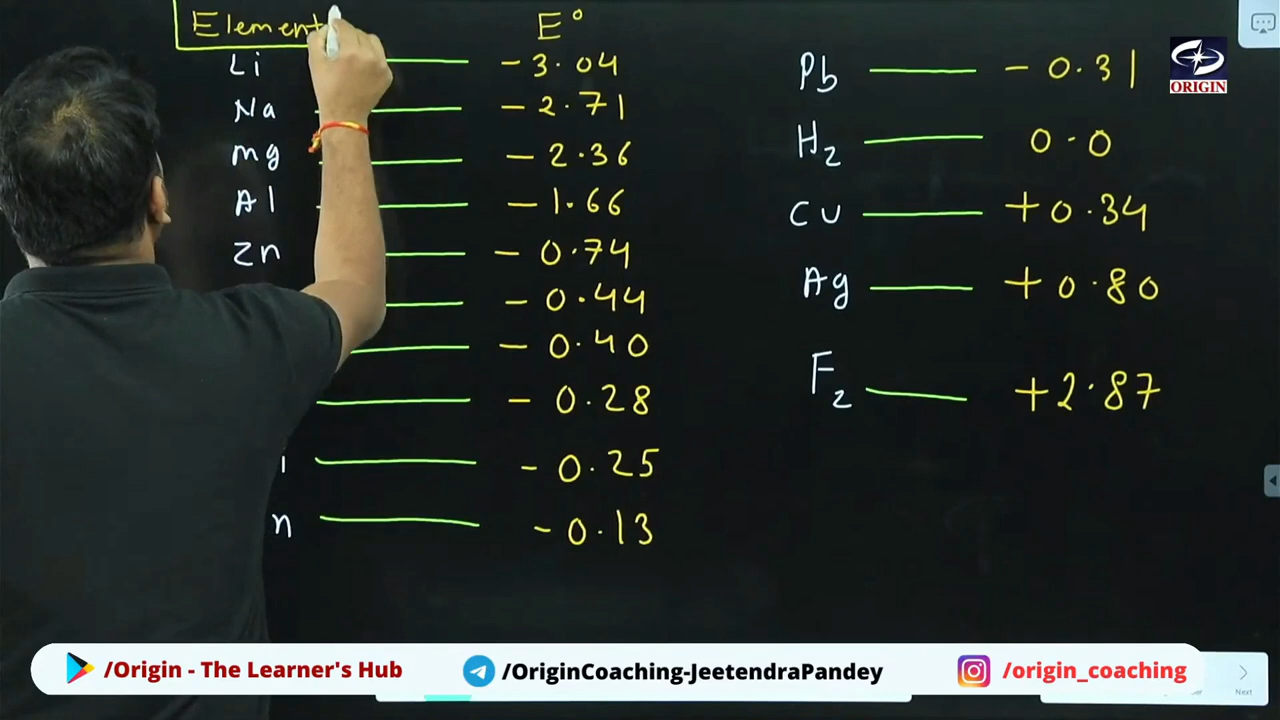 Element E°
Li - 3.04
Na - 2.71
mg - 2.36
Al - 1.66
Zn - 0.74
- 0.44
- 0.40
- 0.28
- 0.25
n - 0.13
Pb - 0.31
H2 0.0
Cu +0.34
Ag +0.80
F2 +2.87
ORIGIN
/Origin - The Learner's Hub
/OriginCoaching-JeetendraPandey
/origin_coaching
Next